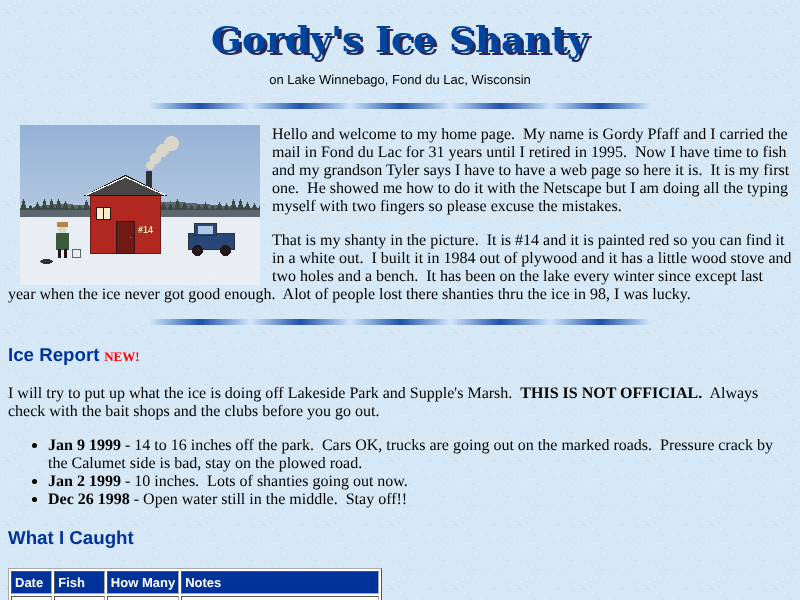 Gordy's Ice Shanty
on Lake Winnebago, Fond du Lac, Wisconsin
Hello and welcome to my home page.  My name is Gordy Pfaff and I carried the
mail in Fond du Lac for 31 years until I retired in 1995.  Now I have time to fish
and my grandson Tyler says I have to have a web page so here it is.  It is my first
one.  He showed me how to do it with the Netscape but I am doing all the typing
myself with two fingers so please excuse the mistakes.
#14
That is my shanty in the picture.  It is #14 and it is painted red so you can find it
in a white out.  I built it in 1984 out of plywood and it has a little wood stove and
two holes and a bench.  It has been on the lake every winter since except last
year when the ice never got good enough.  Alot of people lost there shanties thru the ice in 98, I was lucky.
Ice Report NEW!
I will try to put up what the ice is doing off Lakeside Park and Supple's Marsh.  THIS IS NOT OFFICIAL.  Always
check with the bait shops and the clubs before you go out.
• Jan 9 1999 - 14 to 16 inches off the park.  Cars OK, trucks are going out on the marked roads.  Pressure crack by
the Calumet side is bad, stay on the plowed road.
• Jan 2 1999 - 10 inches.  Lots of shanties going out now.
• Dec 26 1998 - Open water still in the middle.  Stay off!!
What I Caught
Date Fish How Many Notes